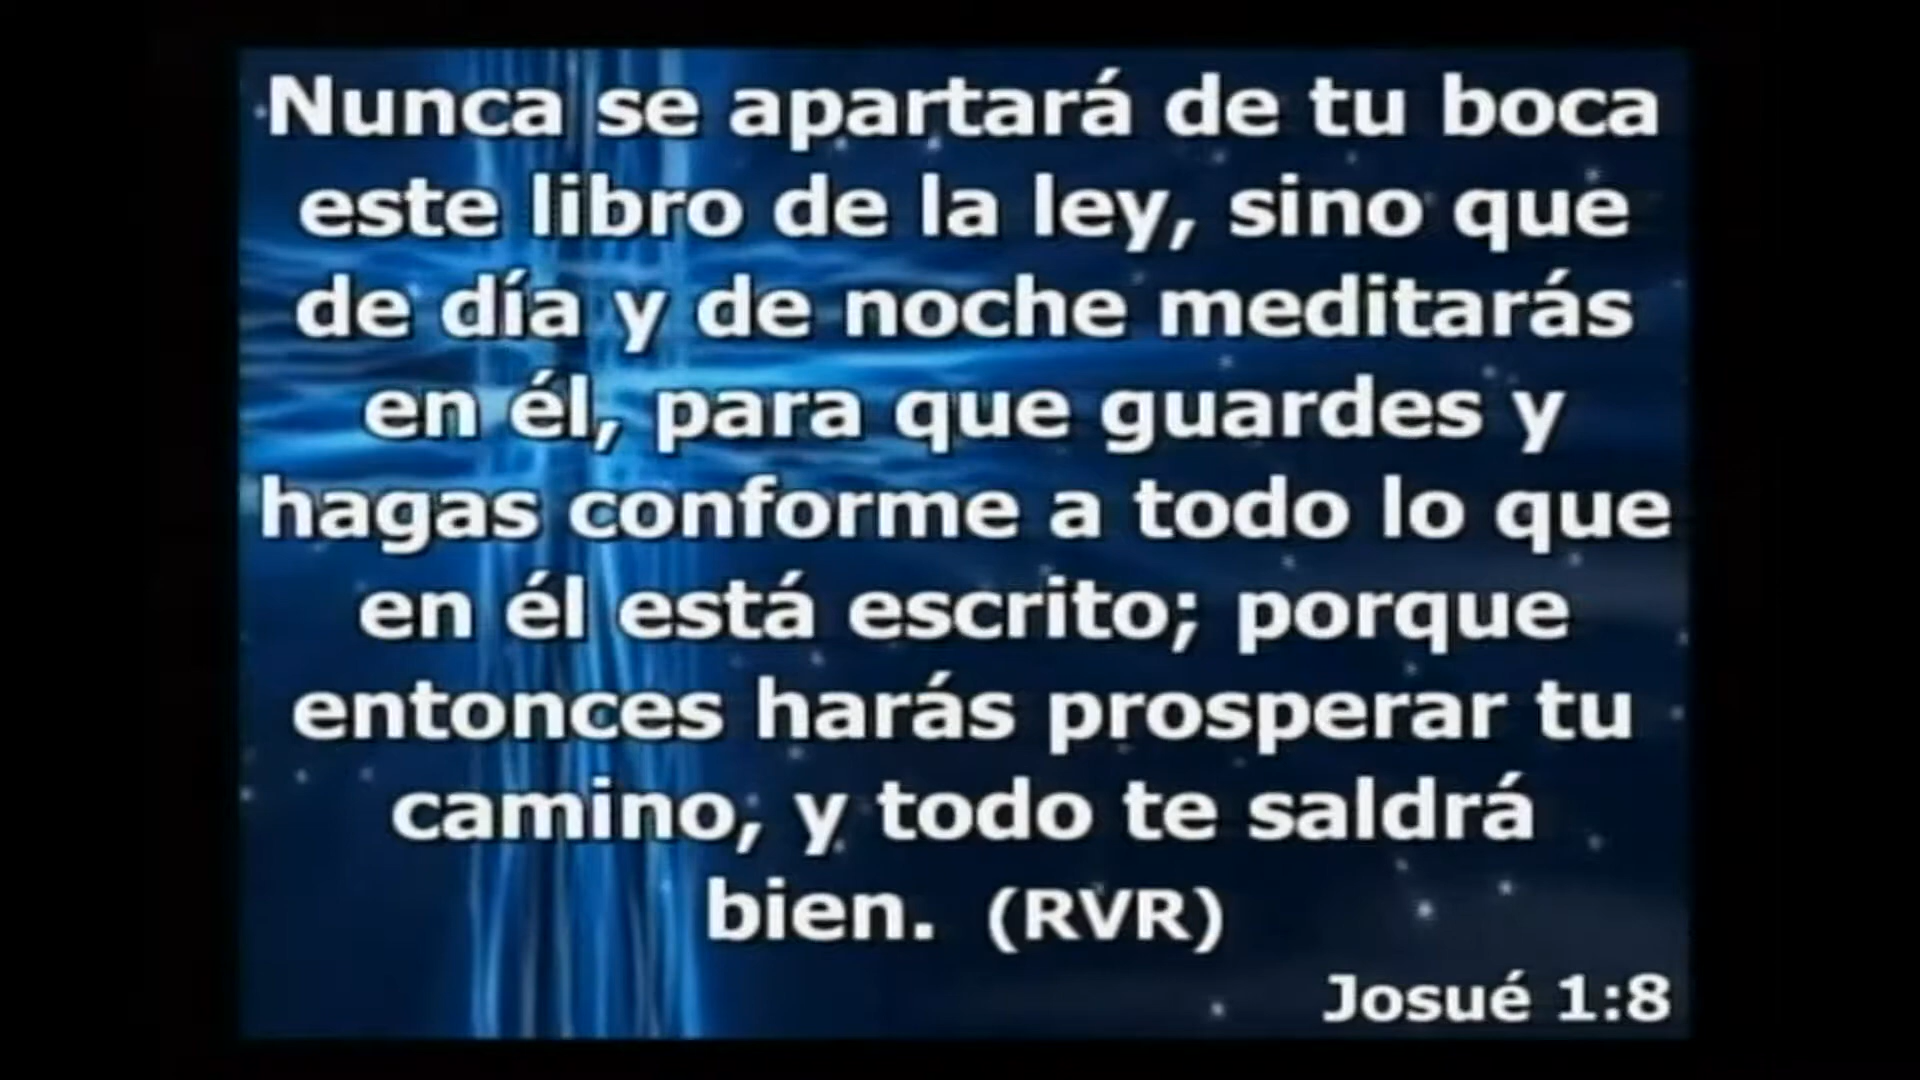 Nunca se apartará de tu boca
este libro de la ley, sino que
de día y de noche meditarás
en él, para que guardes y
hagas conforme a todo lo que
en él está escrito; porque
entonces harás prosperar tu
camino, y todo te saldrá
bien. (RVR)
Josué 1:8